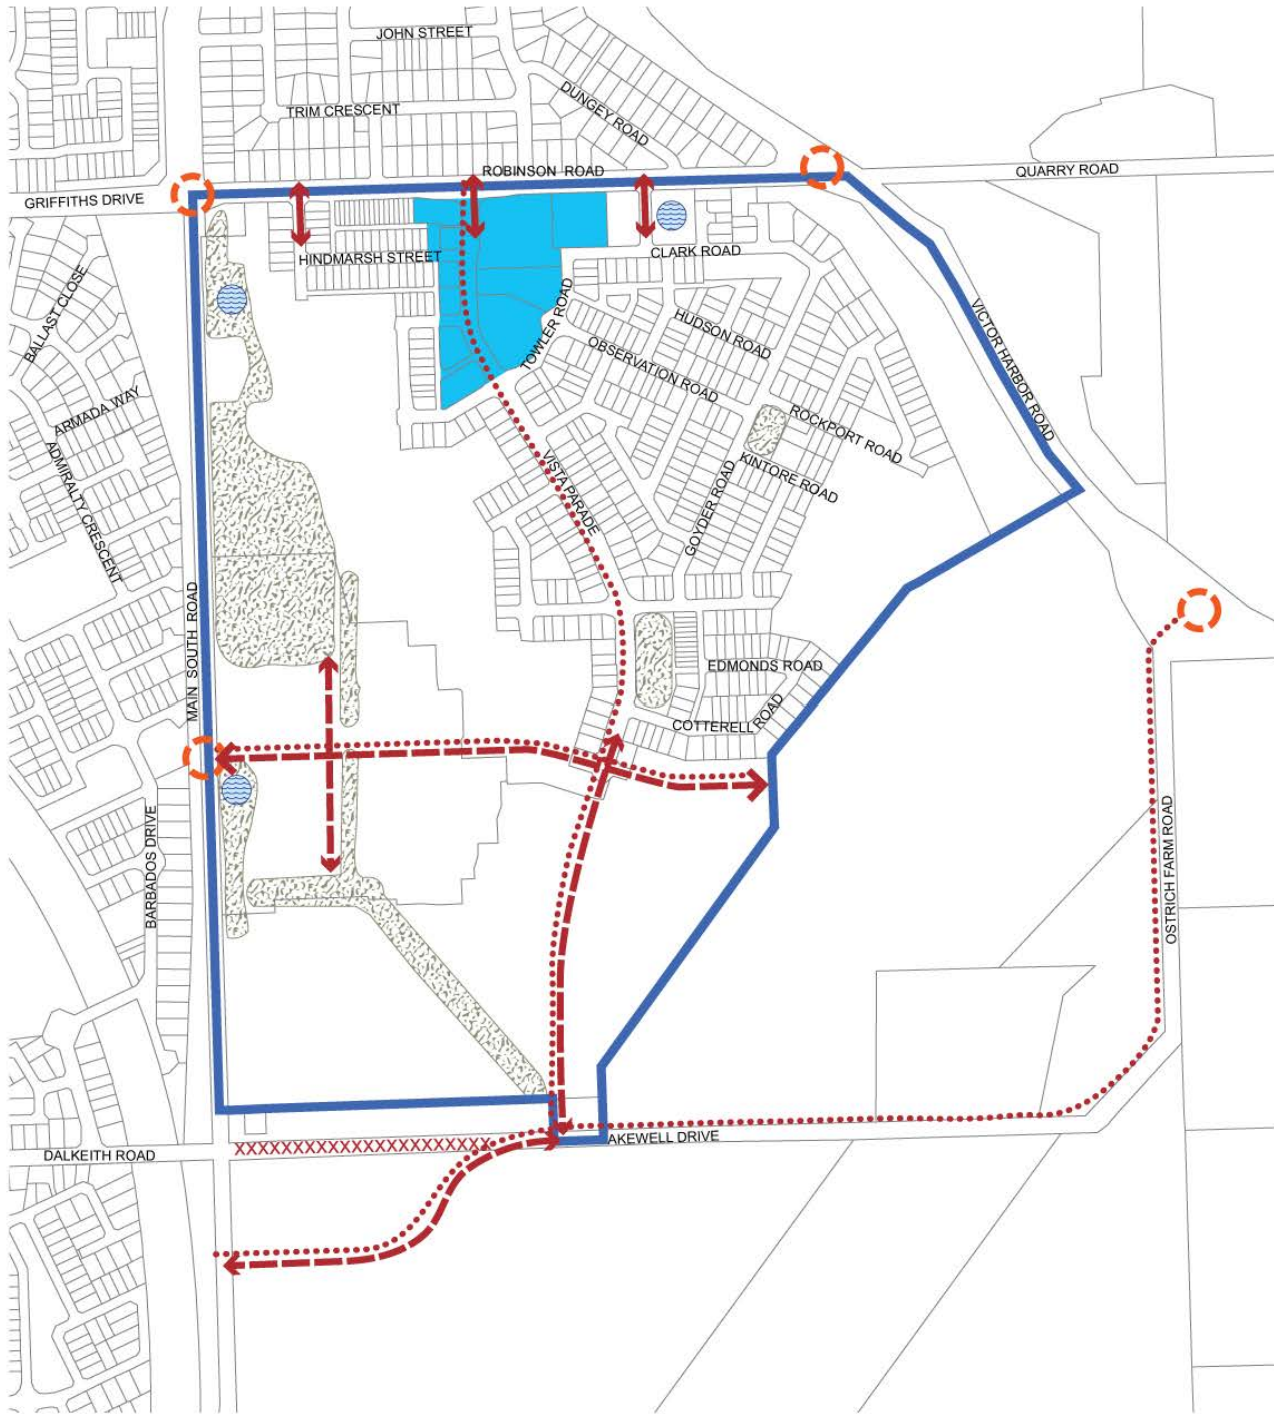 JOHN STREET
TRIM CRESCENT
DUNGEY ROAD
ROBINSON ROAD
QUARRY ROAD
GRIFFITHS DRIVE
HINDMARSH STREET
CLARK ROAD
BALLAST CLOSE
TOWLER ROAD
HUDSON ROAD
VICTOR HARBOR ROAD
OBSERVATION ROAD
ARMADA WAY
ROCKPORT ROAD
ADMIRALTY CRESCENT
VISTA PARADE
KINTORE ROAD
GOYDER ROAD
MAIN SOUTH ROAD
EDMONDS ROAD
COTTERELL ROAD
BARBADOS DRIVE
OSTRICH FARM ROAD
AKEWELL DRIVE
DALKEITH ROAD